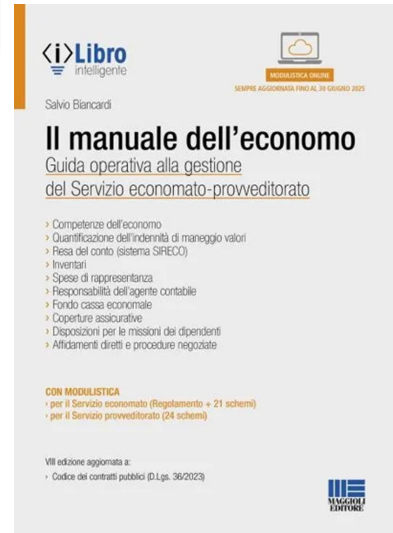 <i>Libro
intelligente
MODULISTICA ONLINE
SEMPRE AGGIORNATA FINO AL 30 GIUGNO 2025
Salvio Biancardi
Il manuale dell'economo
Guida operativa alla gestione
del Servizio economato-provveditorato
› Competenze dell'economo
› Quantificazione dell'indennità di maneggio valori
› Resa del conto (sistema SIRECO)
› Inventari
› Spese di rappresentanza
› Responsabilità dell'agente contabile
› Fondo cassa economale
› Coperture assicurative
› Disposizioni per le missioni dei dipendenti
› Affidamenti diretti e procedure negoziate
CON MODULISTICA
› per il Servizio economato (Regolamento + 21 schemi)
› per il Servizio provveditorato (24 schemi)
VIII edizione aggiornata a:
› Codice dei contratti pubblici (D.Lgs. 36/2023)
MAGGIOLI
EDITORE